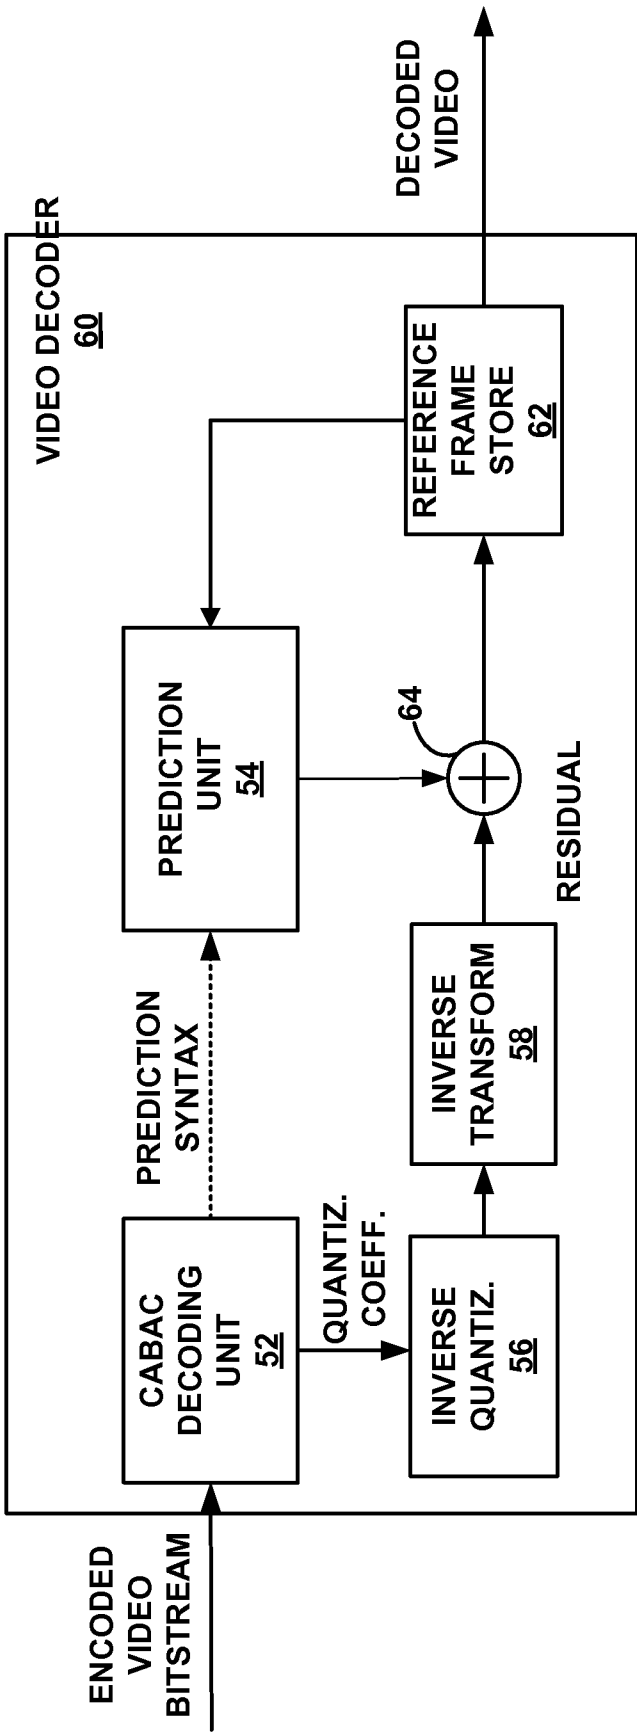 VIDEO DECODER
60
ENCODED
VIDEO
BITSTREAM
CABAC
DECODING
UNIT
52
PREDICTION
SYNTAX
PREDICTION
UNIT
54
QUANTIZ.
COEFF.
INVERSE
QUANTIZ.
56
INVERSE
TRANSFORM
58
RESIDUAL
64
REFERENCE
FRAME
STORE
62
DECODED
VIDEO